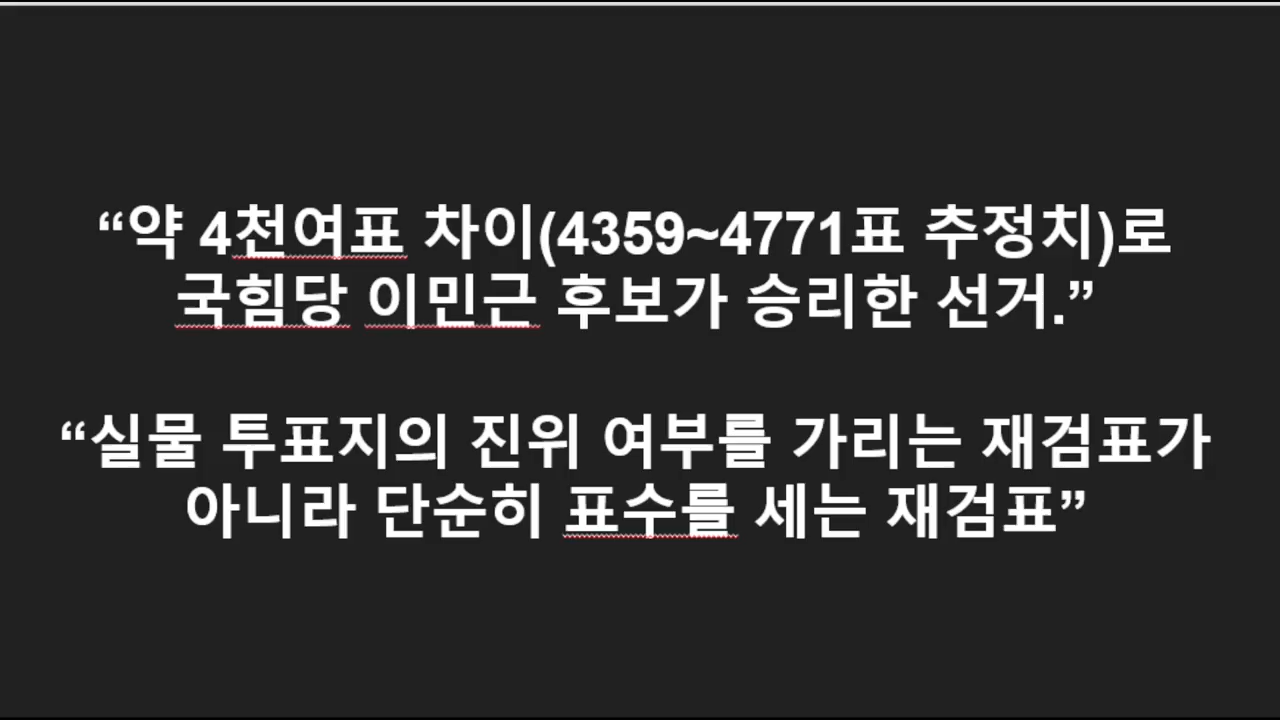 “약 4천여표 차이(4359~4771표 추정치)로
국힘당 이민근 후보가 승리한 선거.”
“실물 투표지의 진위 여부를 가리는 재검표가
아니라 단순히 표수를 세는 재검표”